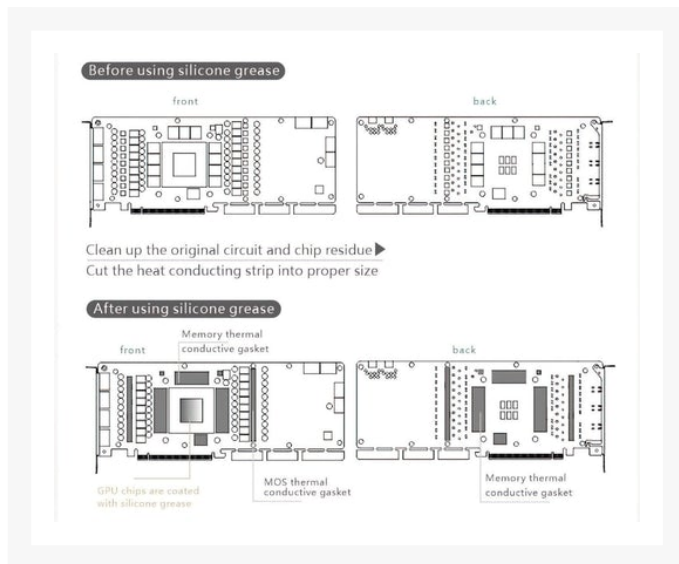 Before using silicone grease
front
back
Clean up the original circuit and chip residue▶
Cut the heat conducting strip into proper size
After using silicone grease
Memory thermal
conductive gasket
front
back
GPU chips are coated
with silicone grease
MOS thermal
conductive gasket
Memory thermal
conductive gasket